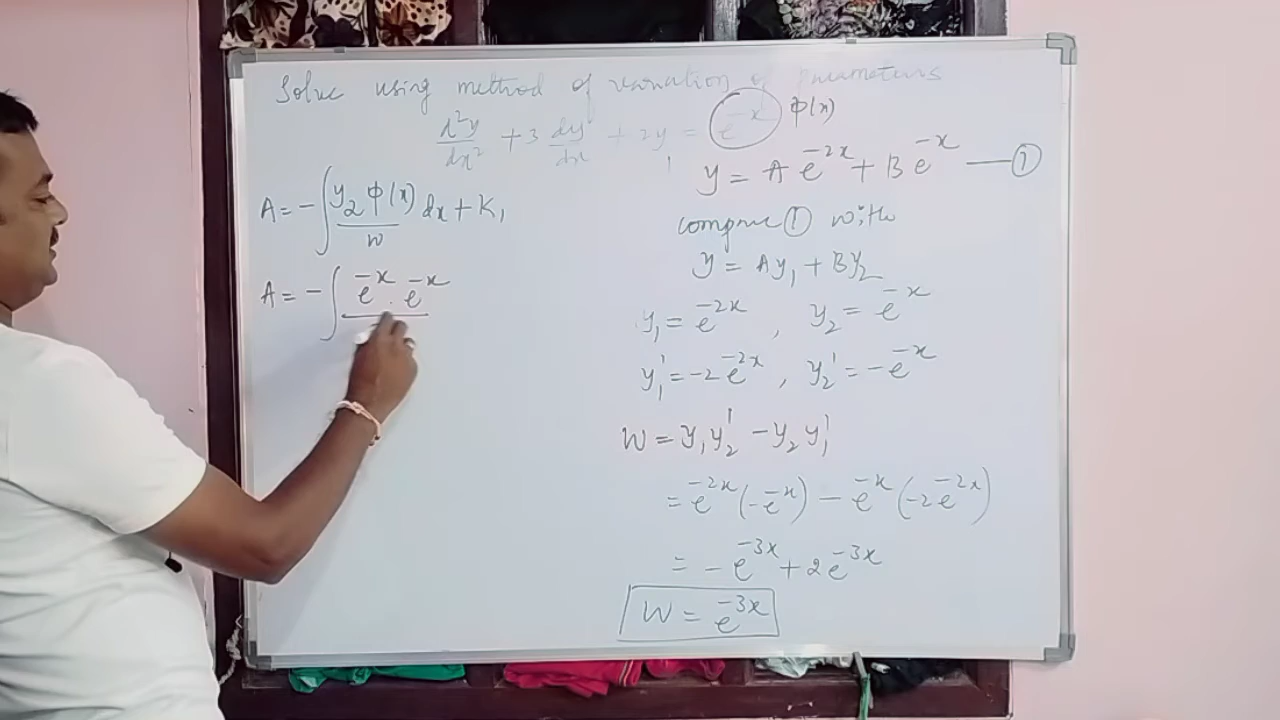 Solve using method of variation of parameters
d²y/dx² + 3 dy/dx + 2y = e^{-x} φ(x)
A = -∫ y₂φ(x)/w dx + K₁
A = -∫ e^{-x} . e^{-x}
y = A e^{-2x} + B e^{-x} — ①
compare ① with
y = Ay₁ + By₂
y₁ = e^{-2x} , y₂ = e^{-x}
y₁' = -2e^{-2x} , y₂' = -e^{-x}
W = y₁y₂' - y₂y₁'
= e^{-2x}(-e^{-x}) - e^{-x}(-2e^{-2x})
= -e^{-3x} + 2e^{-3x}
W = e^{-3x}